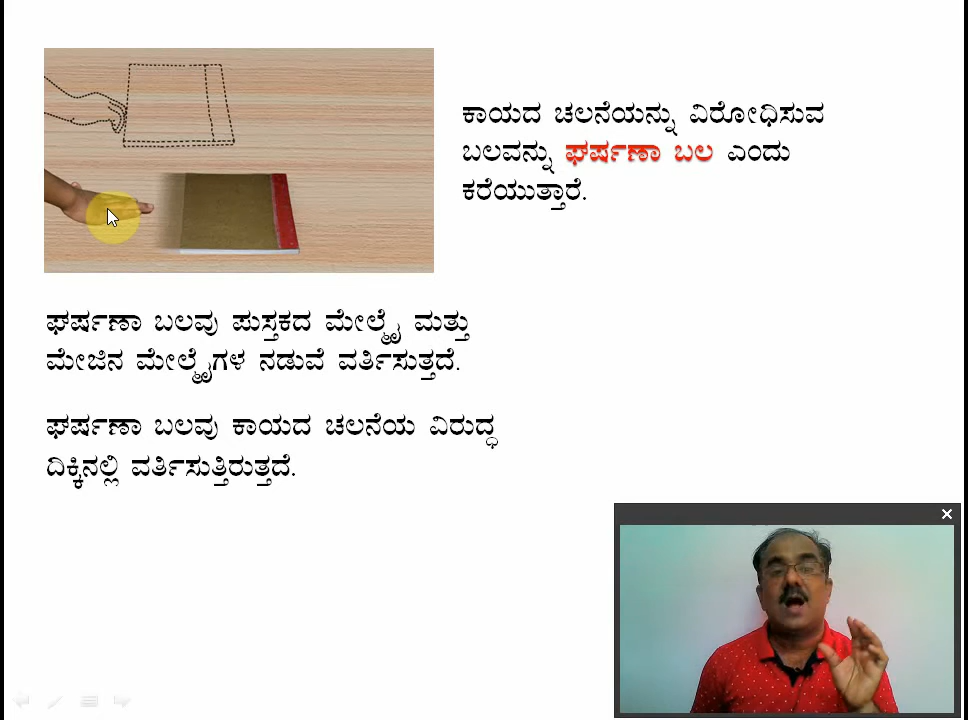 ಕಾಯದ ಚಲನೆಯನ್ನು ವಿರೋಧಿಸುವ
ಬಲವನ್ನು ಘರ್ಷಣಾ ಬಲ ಎಂದು
ಕರೆಯುತ್ತಾರೆ.
ಘರ್ಷಣಾ ಬಲವು ಪುಸ್ತಕದ ಮೇಲ್ಮೈ ಮತ್ತು
ಮೇಜಿನ ಮೇಲ್ಮೈಗಳ ನಡುವೆ ವರ್ತಿಸುತ್ತದೆ.
ಘರ್ಷಣಾ ಬಲವು ಕಾಯದ ಚಲನೆಯ ವಿರುದ್ಧ
ದಿಕ್ಕಿನಲ್ಲಿ ವರ್ತಿಸುತ್ತಿರುತ್ತದೆ.